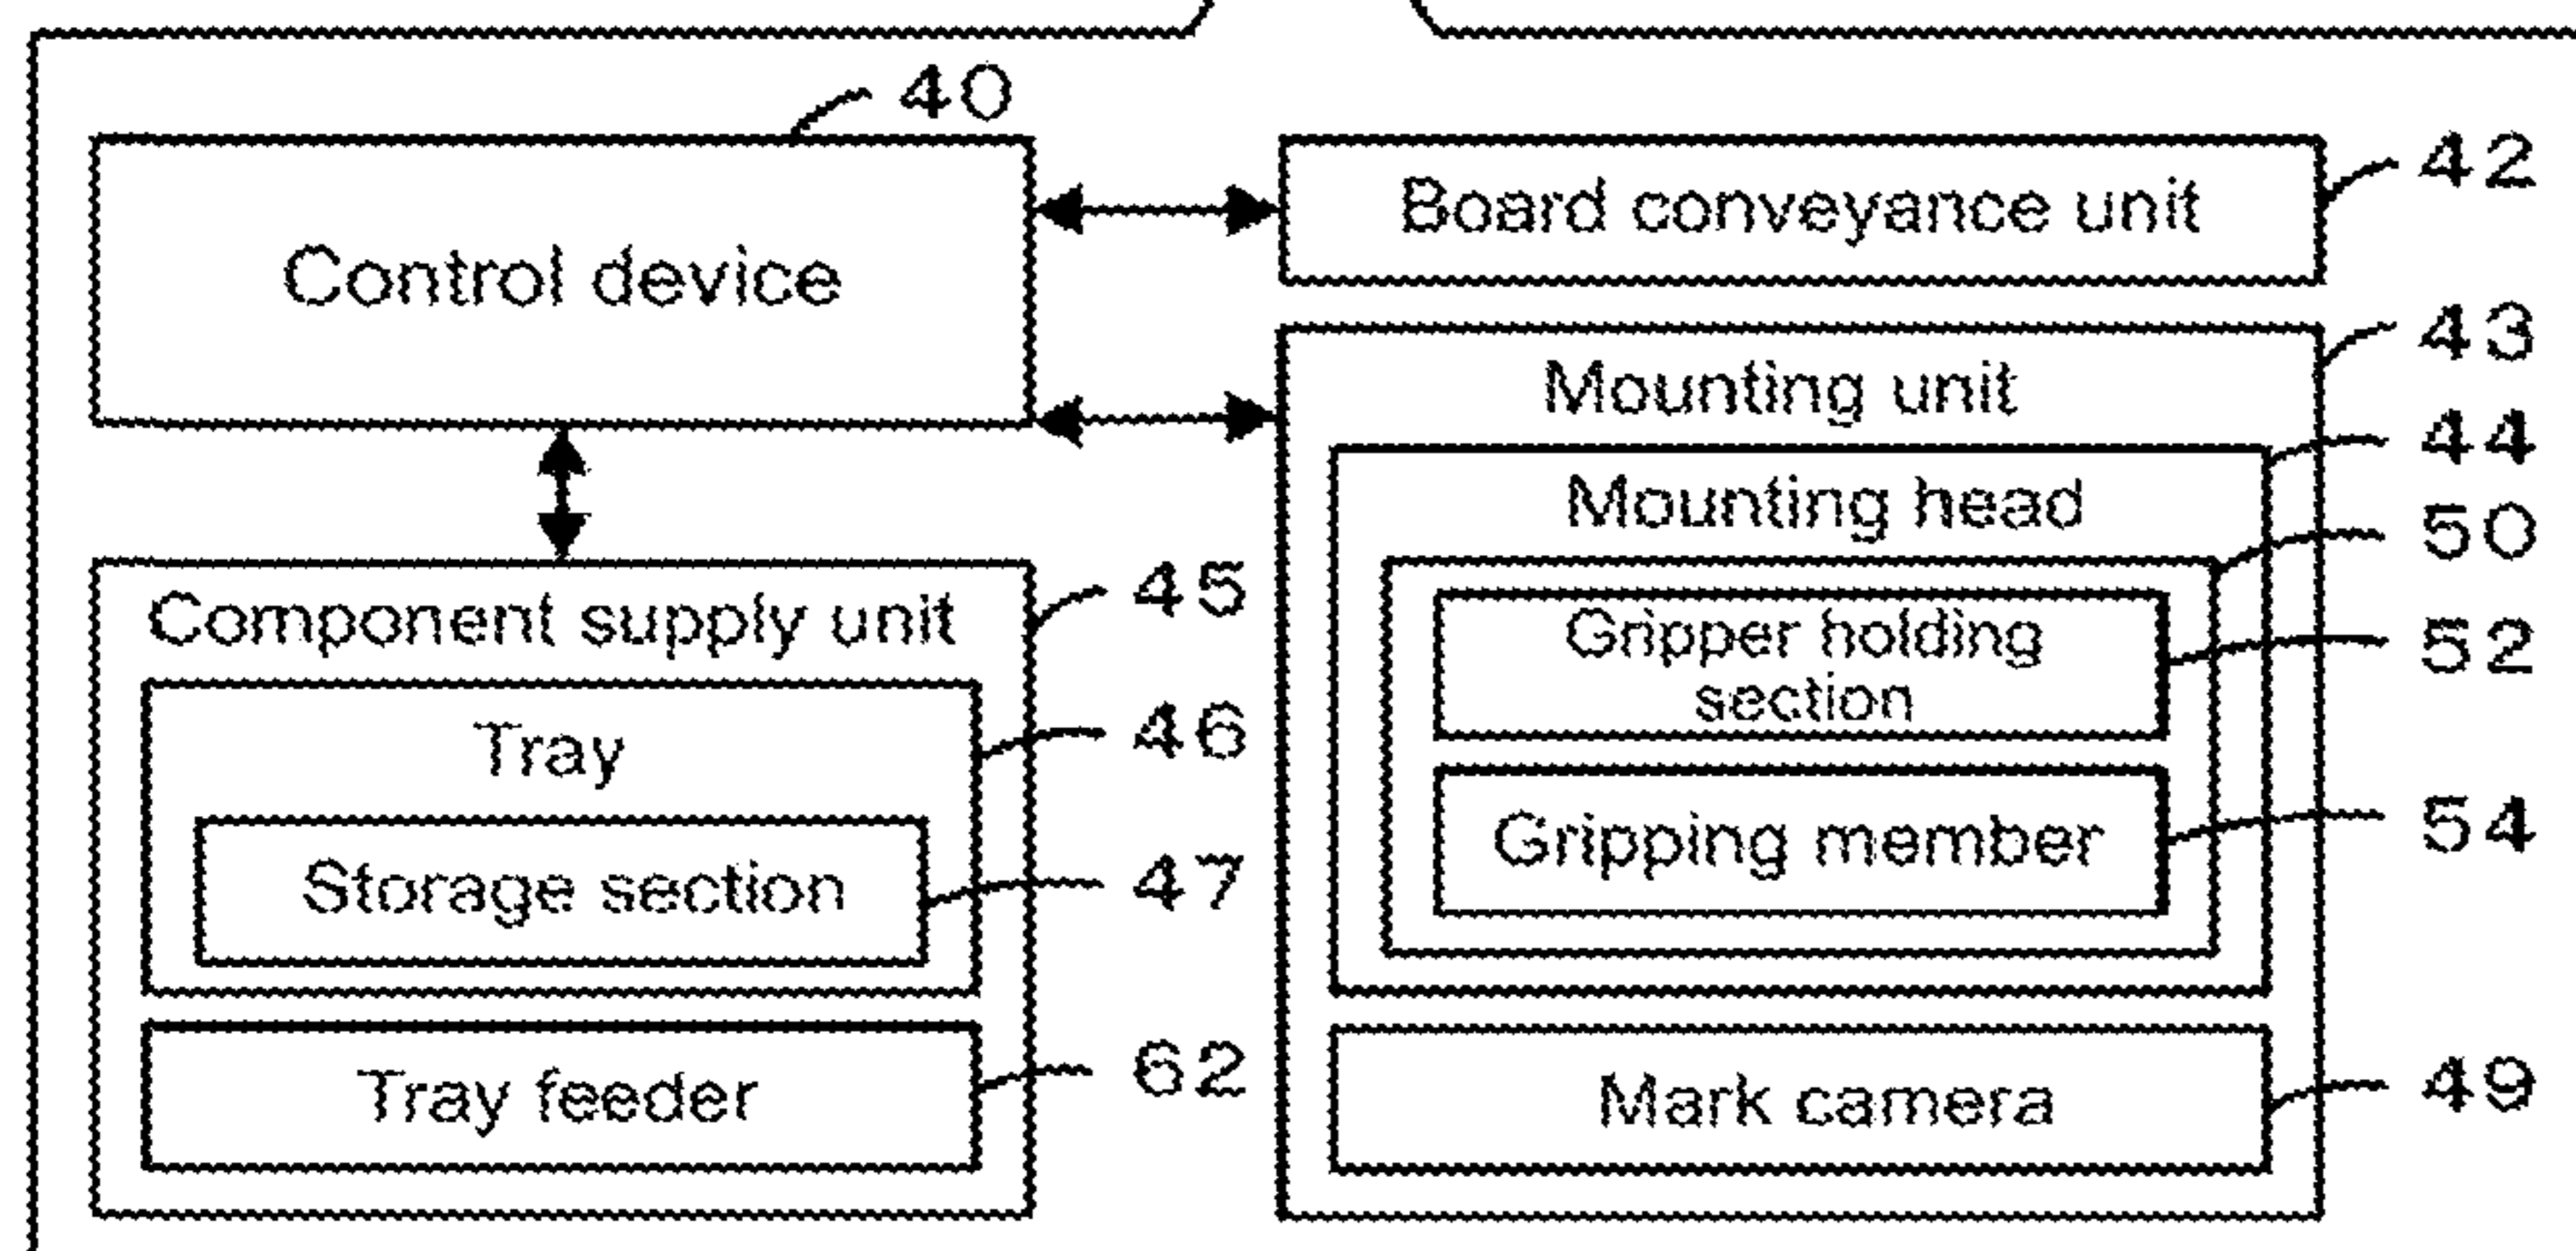 40
Control device
Board conveyance unit
42
Mounting unit
43
Mounting head
44
50
Gripper holding
section
52
Gripping member
54
Mark camera
49
Component supply unit
45
Tray
46
Storage section
47
Tray feeder
62